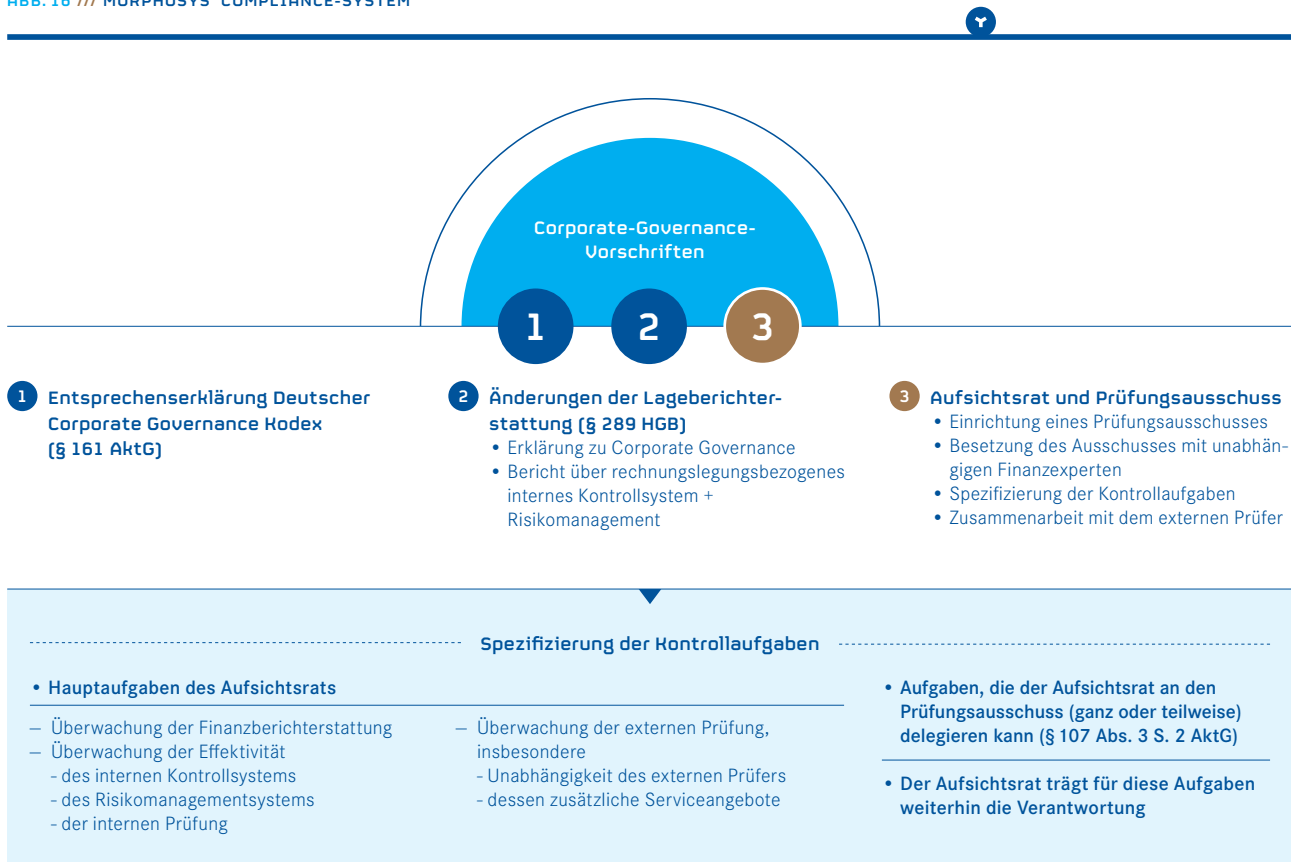 ABB. 16 /// MORPHOSYS' COMPLIANCE-SYSTEM
Corporate-Governance-
Vorschriften
1
2
3
1 Entsprechenserklärung Deutscher
Corporate Governance Kodex
(§ 161 AktG)
2 Änderungen der Lageberichter-
stattung (§ 289 HGB)
• Erklärung zu Corporate Governance
• Bericht über rechnungslegungsbezogenes
internes Kontrollsystem +
Risikomanagement
3 Aufsichtsrat und Prüfungsausschuss
• Einrichtung eines Prüfungsausschusses
• Besetzung des Ausschusses mit unabhän-
gigen Finanzexperten
• Spezifizierung der Kontrollaufgaben
• Zusammenarbeit mit dem externen Prüfer
Spezifizierung der Kontrollaufgaben
• Hauptaufgaben des Aufsichtsrats
– Überwachung der Finanzberichterstattung
– Überwachung der Effektivität
- des internen Kontrollsystems
- des Risikomanagementsystems
- der internen Prüfung
– Überwachung der externen Prüfung,
insbesondere
- Unabhängigkeit des externen Prüfers
- dessen zusätzliche Serviceangebote
• Aufgaben, die der Aufsichtsrat an den
Prüfungsausschuss (ganz oder teilweise)
delegieren kann (§ 107 Abs. 3 S. 2 AktG)
• Der Aufsichtsrat trägt für diese Aufgaben
weiterhin die Verantwortung